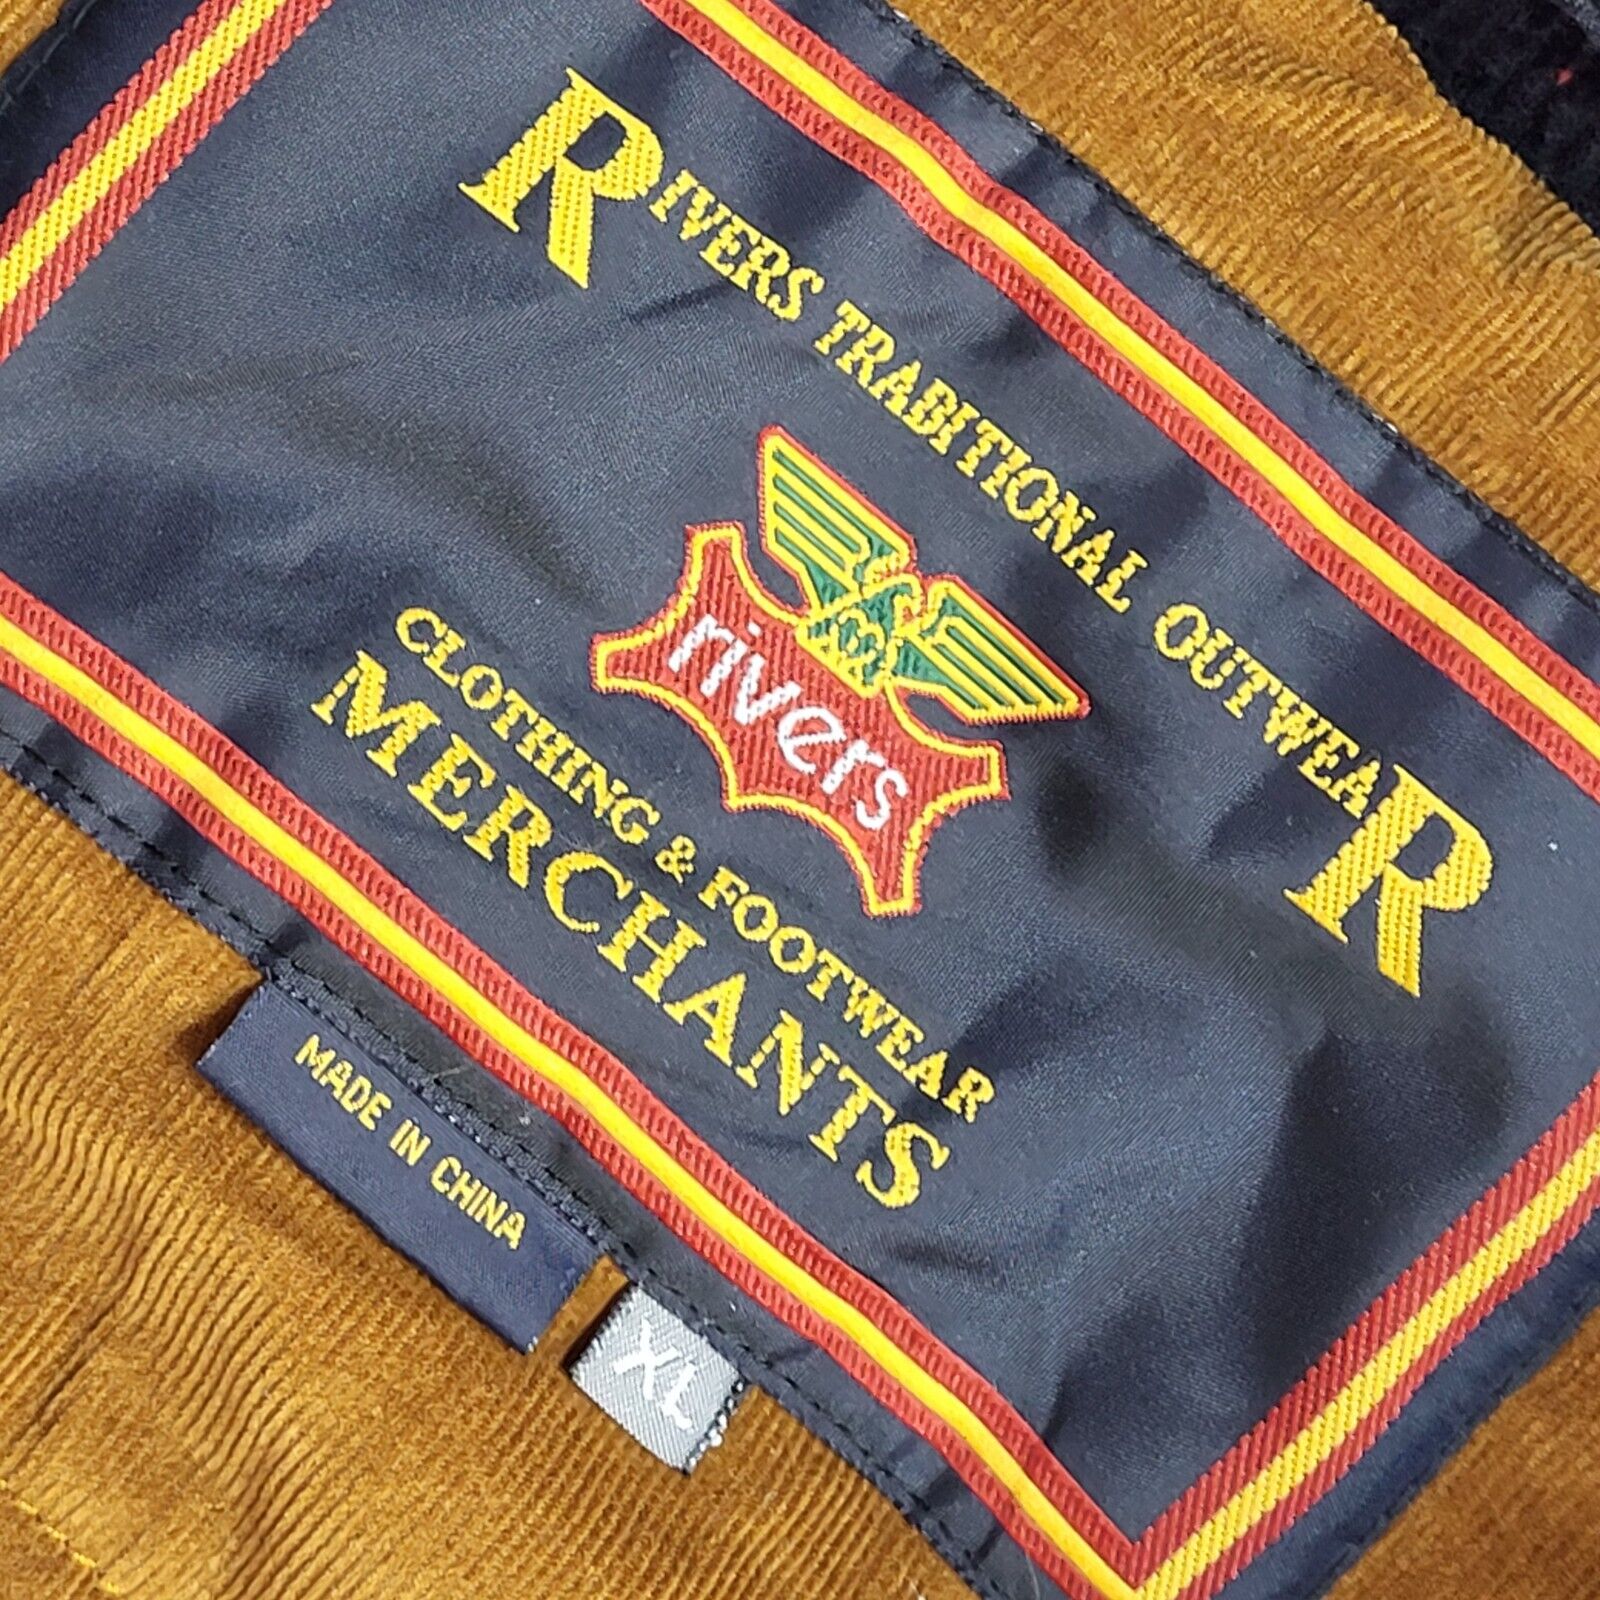 RIVERS TRADITIONAL OUTWEAR
rivers
CLOTHING & FOOTWEAR
MERCHANTS
MADE IN CHINA
XL